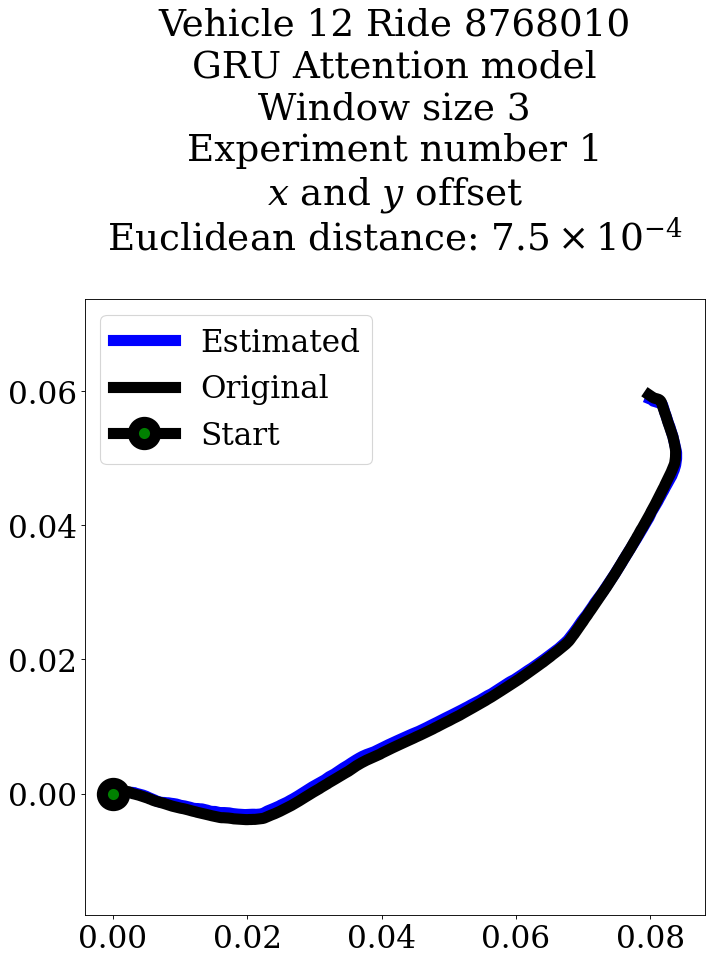 Vehicle 12 Ride 8768010
GRU Attention model
Window size 3
Experiment number 1
x and y offset
Euclidean distance: 7.5 × 10⁻⁴
Estimated
Original
Start
0.06
0.04
0.02
0.00
0.00 0.02 0.04 0.06 0.08